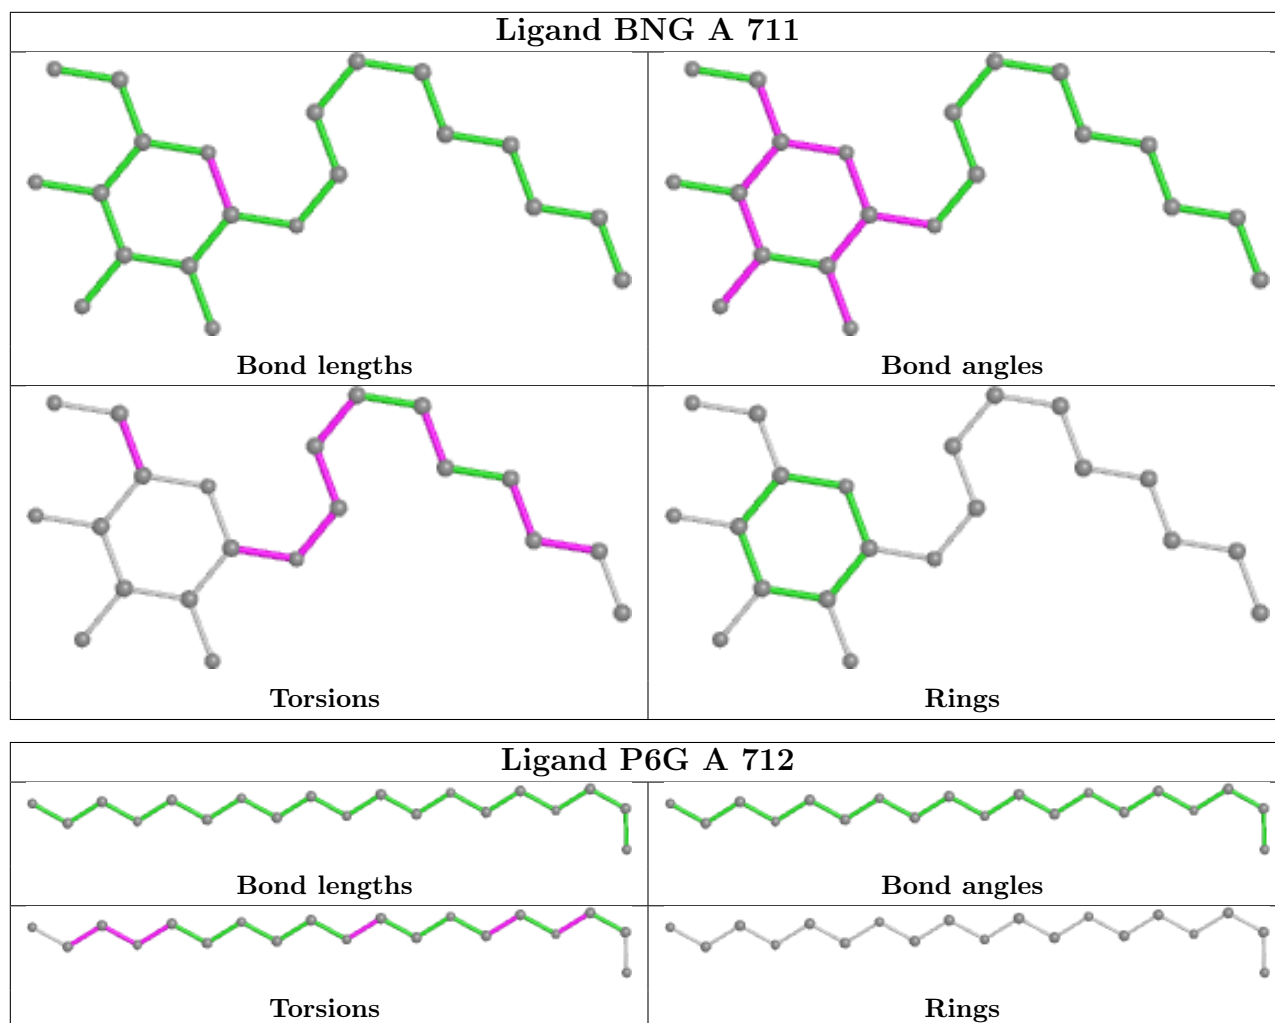 Ligand BNG A 711
Bond lengths
Bond angles
Torsions
Rings
Ligand P6G A 712
Bond lengths
Bond angles
Torsions
Rings